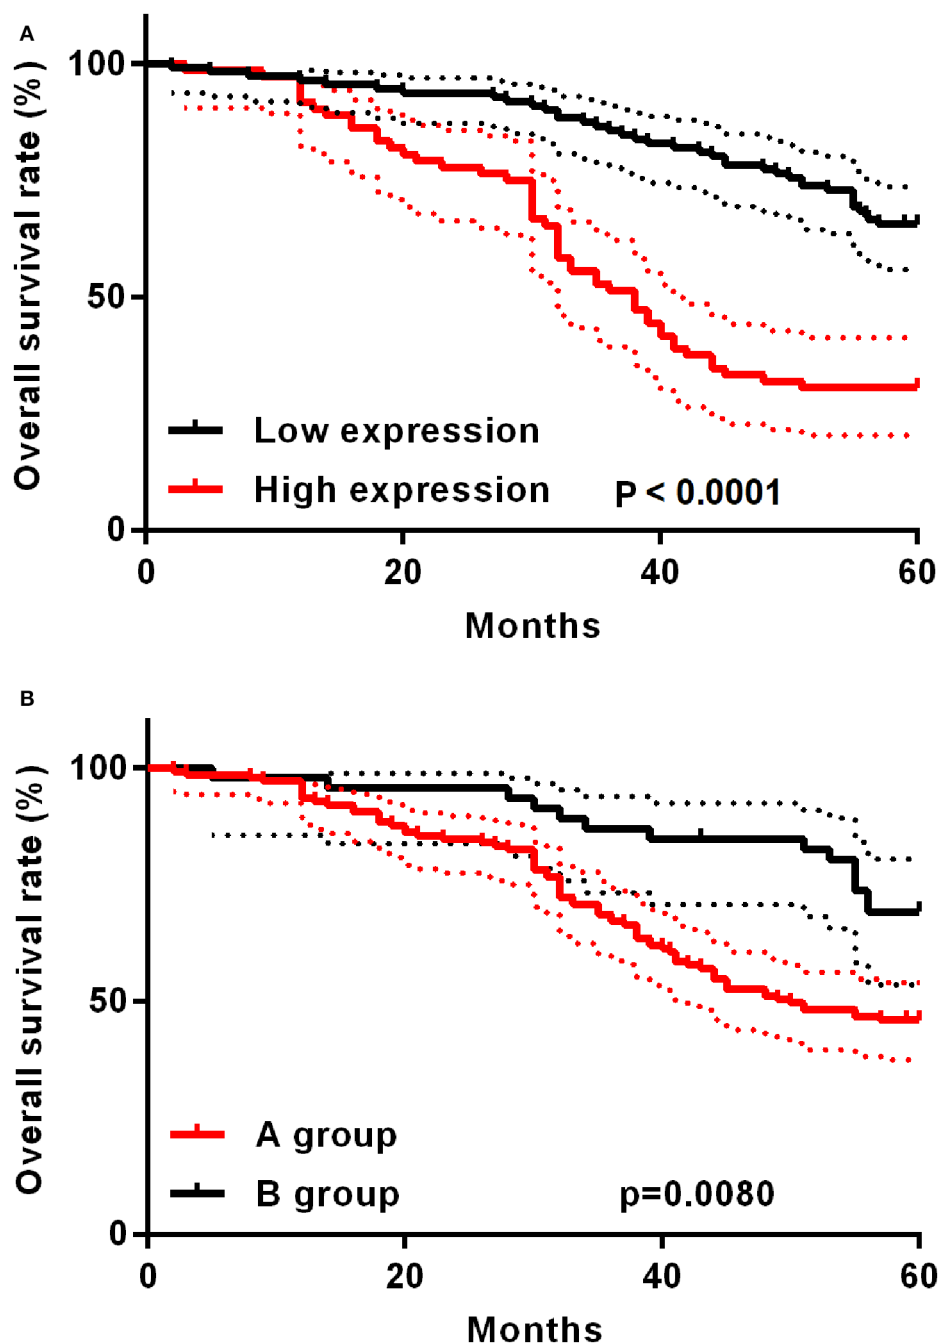 A
Overall survival rate (%)
100
50
0
Low expression
High expression
P < 0.0001
0 20 40 60
Months
B
Overall survival rate (%)
100
50
0
A group
B group
p=0.0080
0 20 40 60
Months